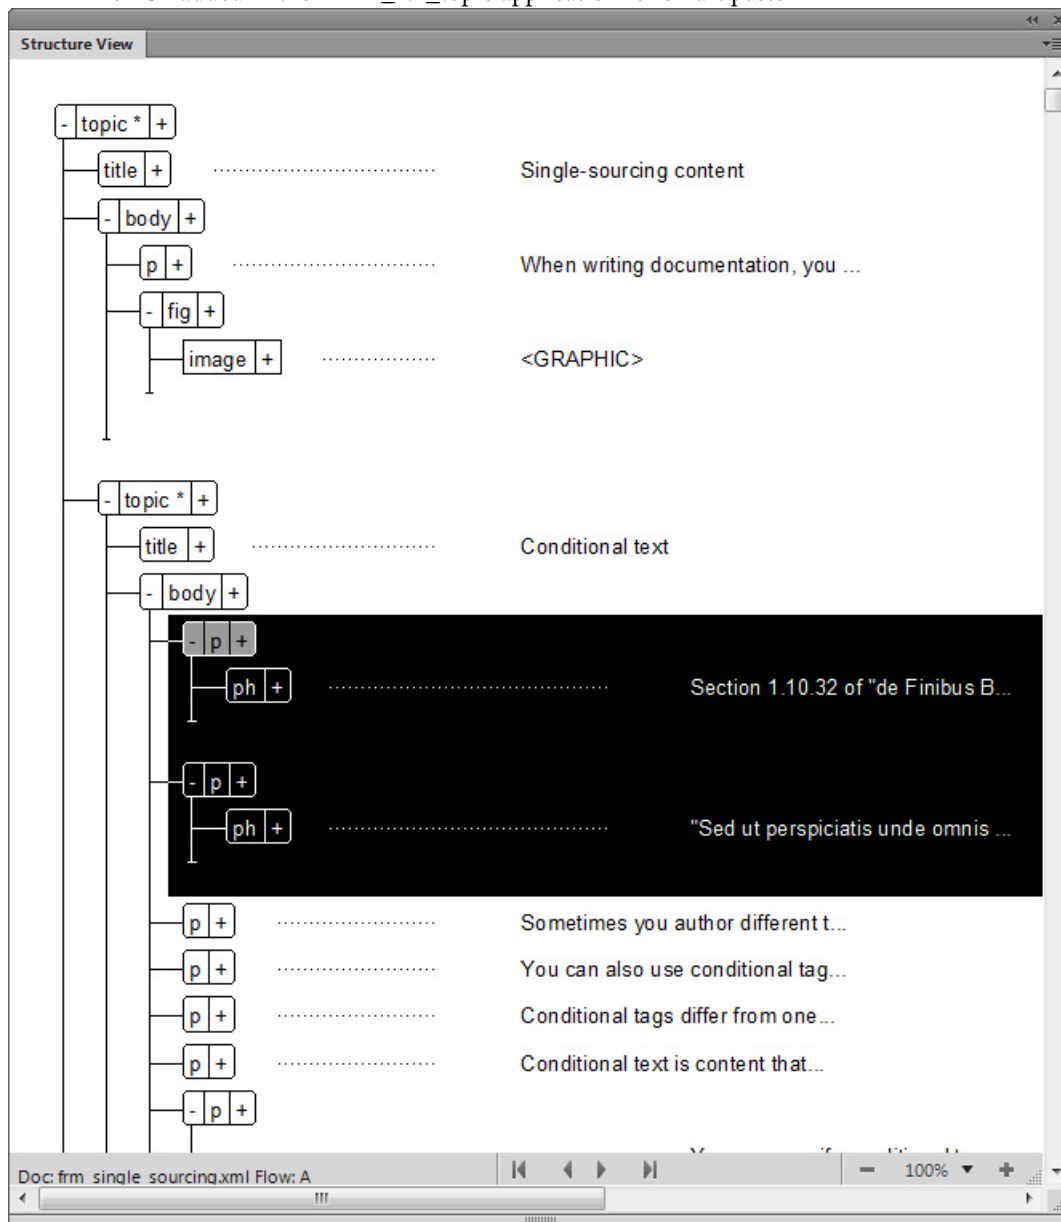 Structure View
- topic * +
title + Single-sourcing content
- body +
p + When writing documentation, you ...
- fig +
image + <GRAPHIC>
- topic * +
title + Conditional text
- body +
- p +
ph + Section 1.10.32 of "de Finibus B...
- p +
ph + "Sed ut perspiciatis unde omnis ...
p + Sometimes you author different t...
p + You can also use conditional tag...
p + Conditional tags differ from one...
p + Conditional text is content that...
- p +
Doc: frm_single_sourcing.xml Flow: A 100%